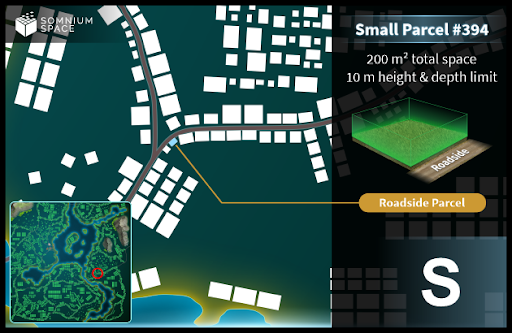 SOMNIUM
SPACE
Small Parcel #394
200 m² total space
10 m height & depth limit
Roadside
Roadside Parcel
S